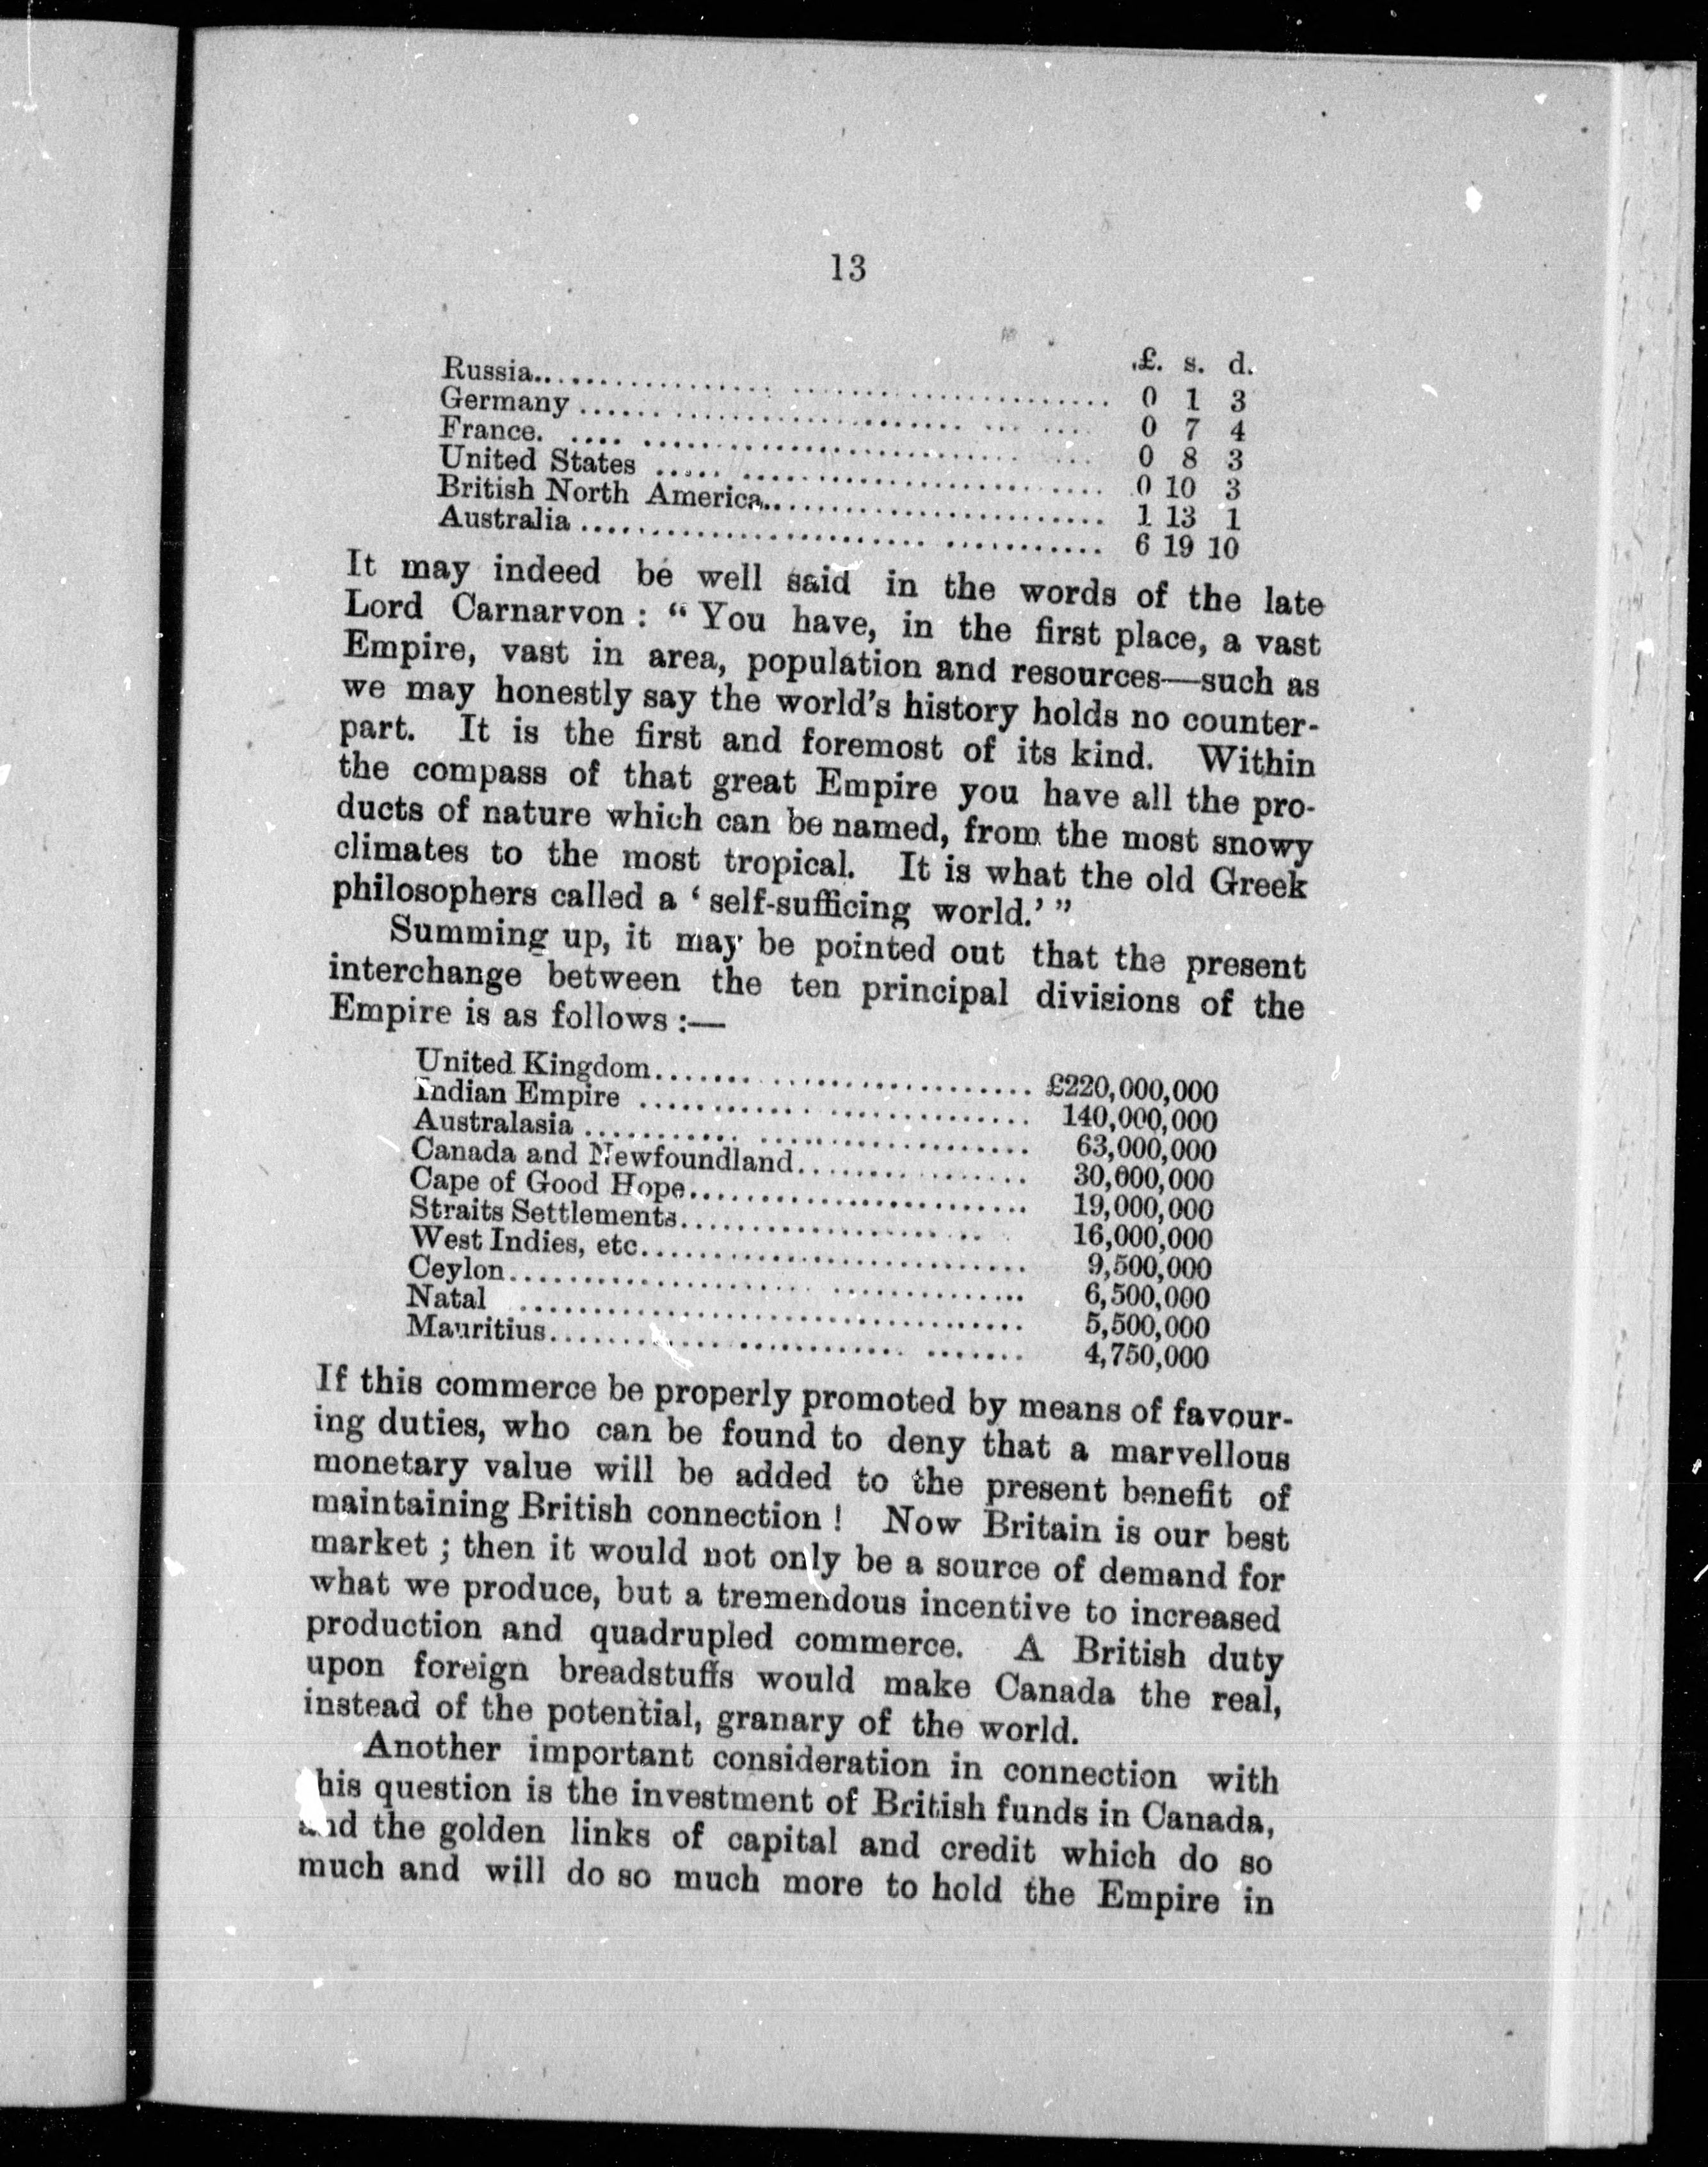 13
£. s. d.
Russia........................................ 0 1 3
Germany........................................ 0 7 4
France........................................ 0 8 3
United States........................................ 0 10 3
British North America........................................ 1 13 1
Australia........................................ 6 19 10
It may indeed be well said in the words of the late
Lord Carnarvon : “ You have, in the first place, a vast
Empire, vast in area, population and resources—such as
we may honestly say the world’s history holds no counter-
part. It is the first and foremost of its kind. Within
the compass of that great Empire you have all the pro-
ducts of nature which can be named, from the most snowy
climates to the most tropical. It is what the old Greek
philosophers called a ‘ self-sufficing world.’ ”
Summing up, it may be pointed out that the present
interchange between the ten principal divisions of the
Empire is as follows :—
United Kingdom........................................ £220,000,000
Indian Empire........................................ 140,000,000
Australasia........................................ 63,000,000
Canada and Newfoundland........................................ 30,000,000
Cape of Good Hope........................................ 19,000,000
Straits Settlements........................................ 16,000,000
West Indies, etc........................................ 9,500,000
Ceylon........................................ 6,500,000
Natal........................................ 5,500,000
Mauritius........................................ 4,750,000
If this commerce be properly promoted by means of favour-
ing duties, who can be found to deny that a marvellous
monetary value will be added to the present benefit of
maintaining British connection ! Now Britain is our best
market ; then it would not only be a source of demand for
what we produce, but a tremendous incentive to increased
production and quadrupled commerce. A British duty
upon foreign breadstuffs would make Canada the real,
instead of the potential, granary of the world.
Another important consideration in connection with
his question is the investment of British funds in Canada,
and the golden links of capital and credit which do so
much and will do so much more to hold the Empire in